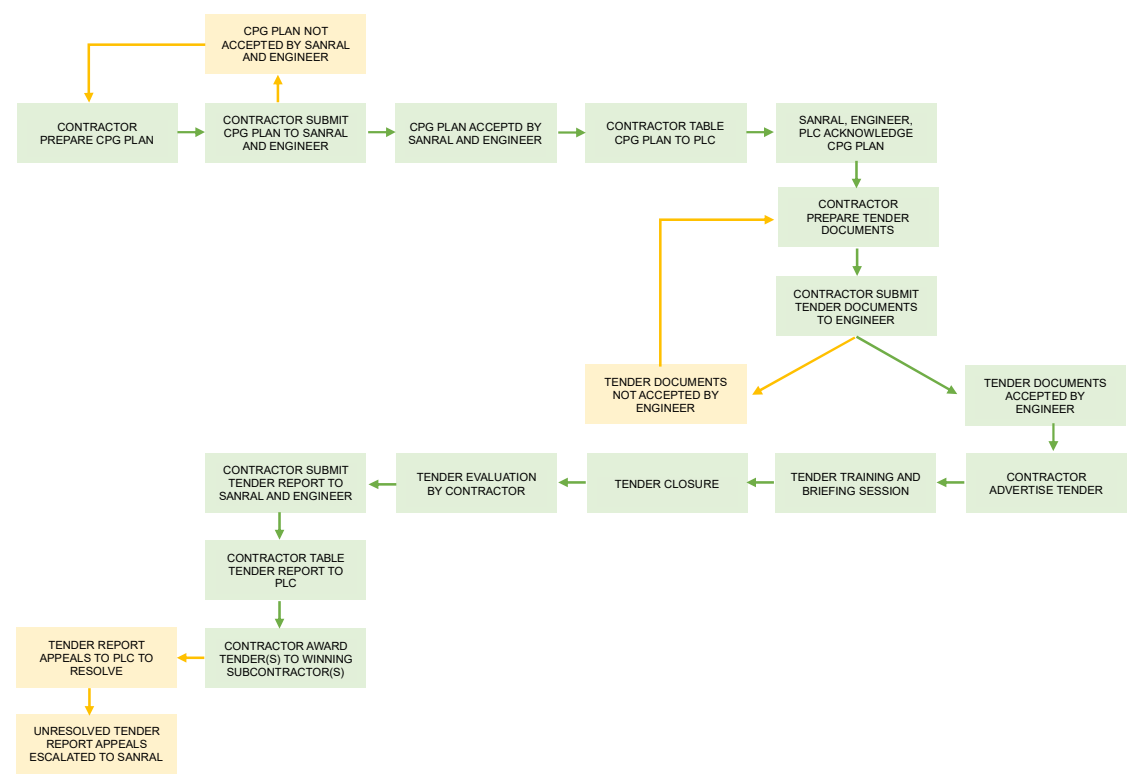 CPG PLAN NOT
ACCEPTED BY SANRAL
AND ENGINEER
CONTRACTOR
PREPARE CPG PLAN
CONTRACTOR SUBMIT
CPG PLAN TO SANRAL
AND ENGINEER
CPG PLAN ACCEPTD BY
SANRAL AND ENGINEER
CONTRACTOR TABLE
CPG PLAN TO PLC
SANRAL, ENGINEER,
PLC ACKNOWLEDGE
CPG PLAN
CONTRACTOR
PREPARE TENDER
DOCUMENTS
CONTRACTOR SUBMIT
TENDER DOCUMENTS
TO ENGINEER
TENDER DOCUMENTS
NOT ACCEPTED BY
ENGINEER
TENDER DOCUMENTS
ACCEPTED BY
ENGINEER
CONTRACTOR
ADVERTISE TENDER
TENDER TRAINING AND
BRIEFING SESSION
TENDER CLOSURE
TENDER EVALUATION
BY CONTRACTOR
CONTRACTOR SUBMIT
TENDER REPORT TO
SANRAL AND ENGINEER
CONTRACTOR TABLE
TENDER REPORT TO
PLC
CONTRACTOR AWARD
TENDER(S) TO WINNING
SUBCONTRACTOR(S)
TENDER REPORT
APPEALS TO PLC TO
RESOLVE
UNRESOLVED TENDER
REPORT APPEALS
ESCALATED TO SANRAL